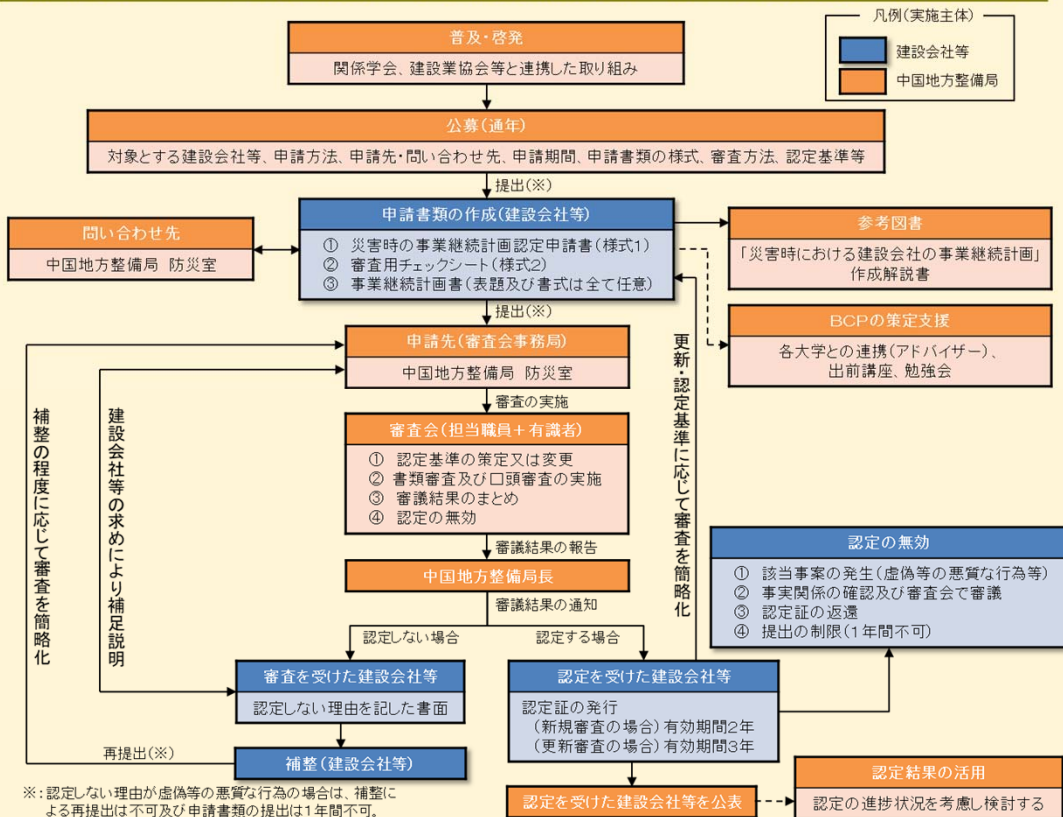 凡例(実施主体)
建設会社等
中国地方整備局
普及・啓発
関係学会、建設業協会等と連携した取り組み
公募(通年)
対象とする建設会社等、申請方法、申請先・問い合わせ先、申請期間、申請書類の様式、審査方法、認定基準等
提出(※)
申請書類の作成(建設会社等)
① 災害時の事業継続計画認定申請書(様式1)
② 審査用チェックシート(様式2)
③ 事業継続計画書(表題及び書式は全て任意)
問い合わせ先
中国地方整備局 防災室
参考図書
「災害時における建設会社の事業継続計画」
作成解説書
BCPの策定支援
各大学との連携(アドバイザー)、
出前講座、勉強会
提出(※)
申請先(審査会事務局)
中国地方整備局 防災室
審査の実施
審査会(担当職員+有識者)
① 認定基準の策定又は変更
② 書類審査及び口頭審査の実施
③ 審議結果のまとめ
④ 認定の無効
審議結果の報告
中国地方整備局長
審議結果の通知
補整の程度に応じて審査を簡略化
建設会社等の求めにより補足説明
更新・認定基準に応じて審査を簡略化
認定の無効
① 該当事案の発生(虚偽等の悪質な行為等)
② 事実関係の確認及び審査会で審議
③ 認定証の返還
④ 提出の制限(1年間不可)
認定しない場合
認定する場合
審査を受けた建設会社等
認定しない理由を記した書面
認定を受けた建設会社等
認定証の発行
(新規審査の場合)有効期間2年
(更新審査の場合)有効期間3年
再提出(※)
補整(建設会社等)
認定を受けた建設会社等を公表
認定結果の活用
認定の進捗状況を考慮し検討する
※:認定しない理由が虚偽等の悪質な行為の場合は、補整に
よる再提出は不可及び申請書類の提出は1年間不可。